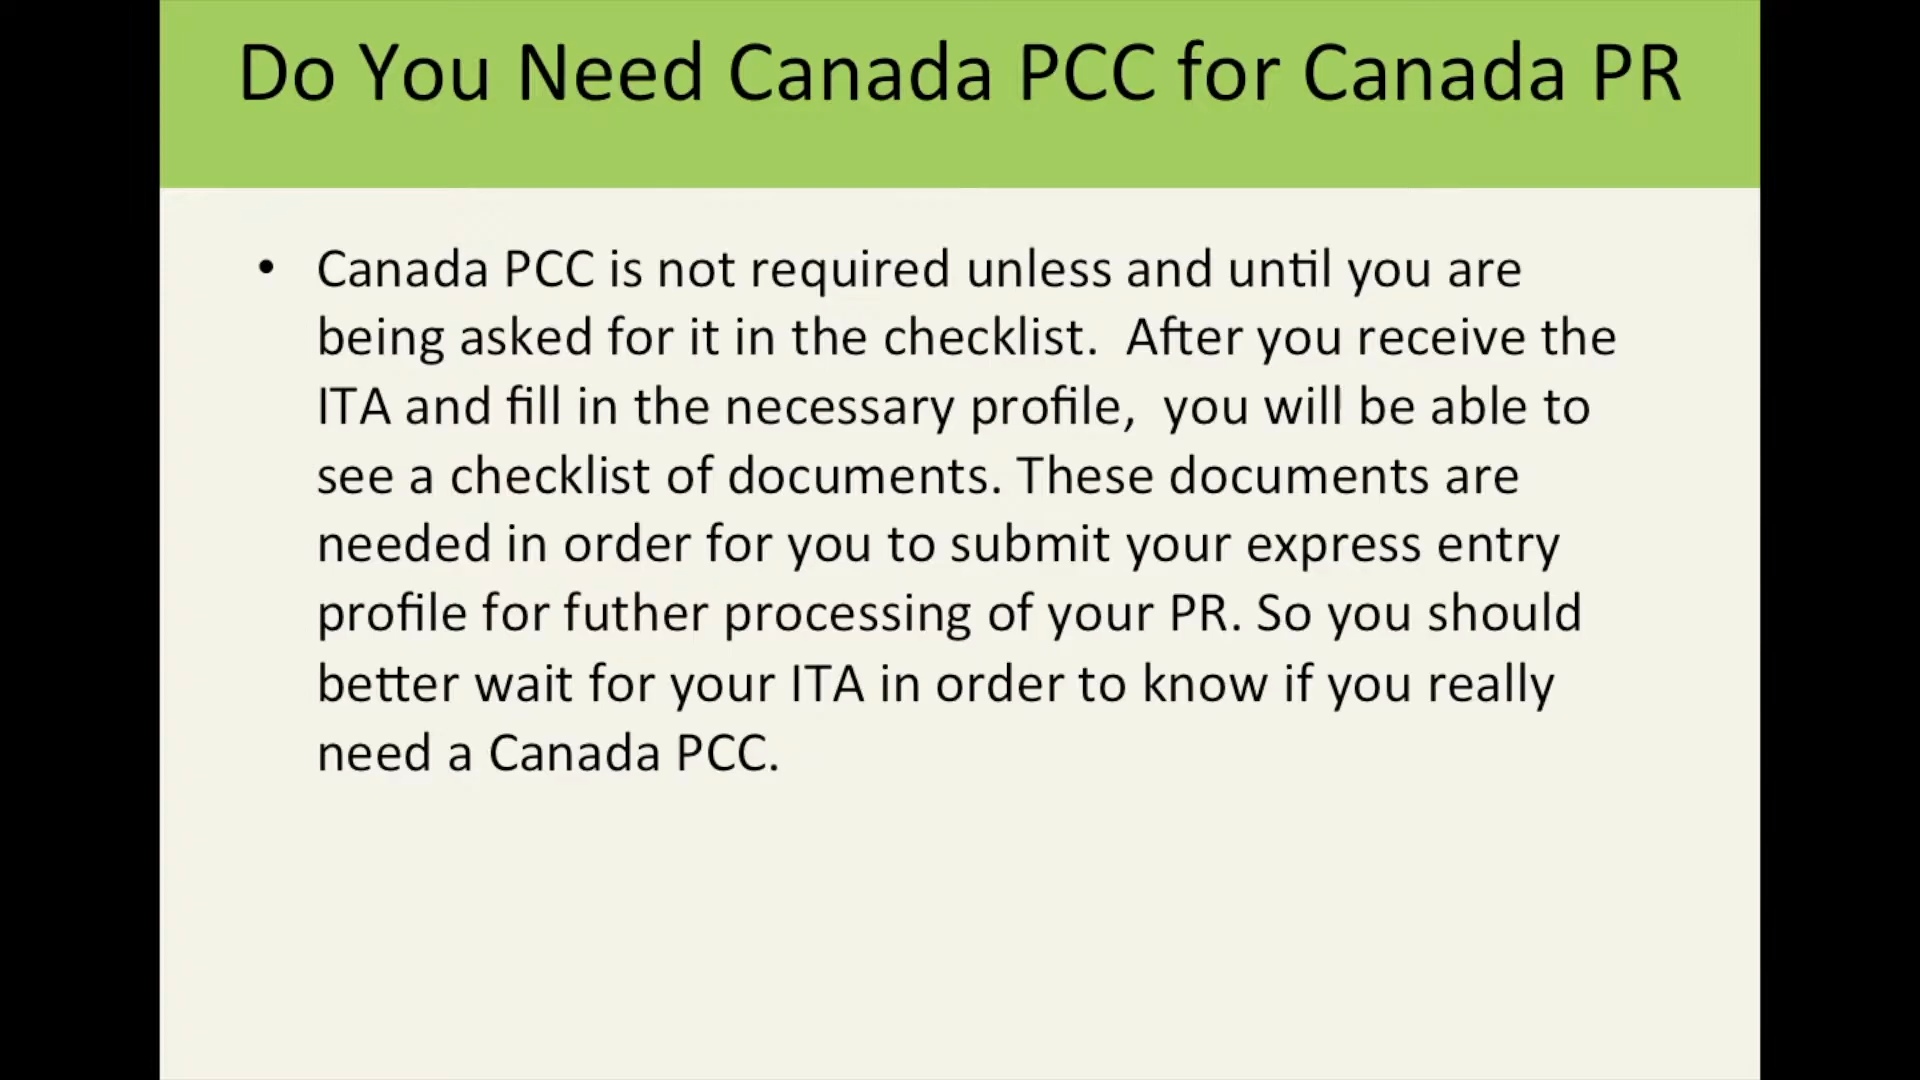 Do You Need Canada PCC for Canada PR
• Canada PCC is not required unless and until you are
being asked for it in the checklist.  After you receive the
ITA and fill in the necessary profile,  you will be able to
see a checklist of documents. These documents are
needed in order for you to submit your express entry
profile for futher processing of your PR. So you should
better wait for your ITA in order to know if you really
need a Canada PCC.